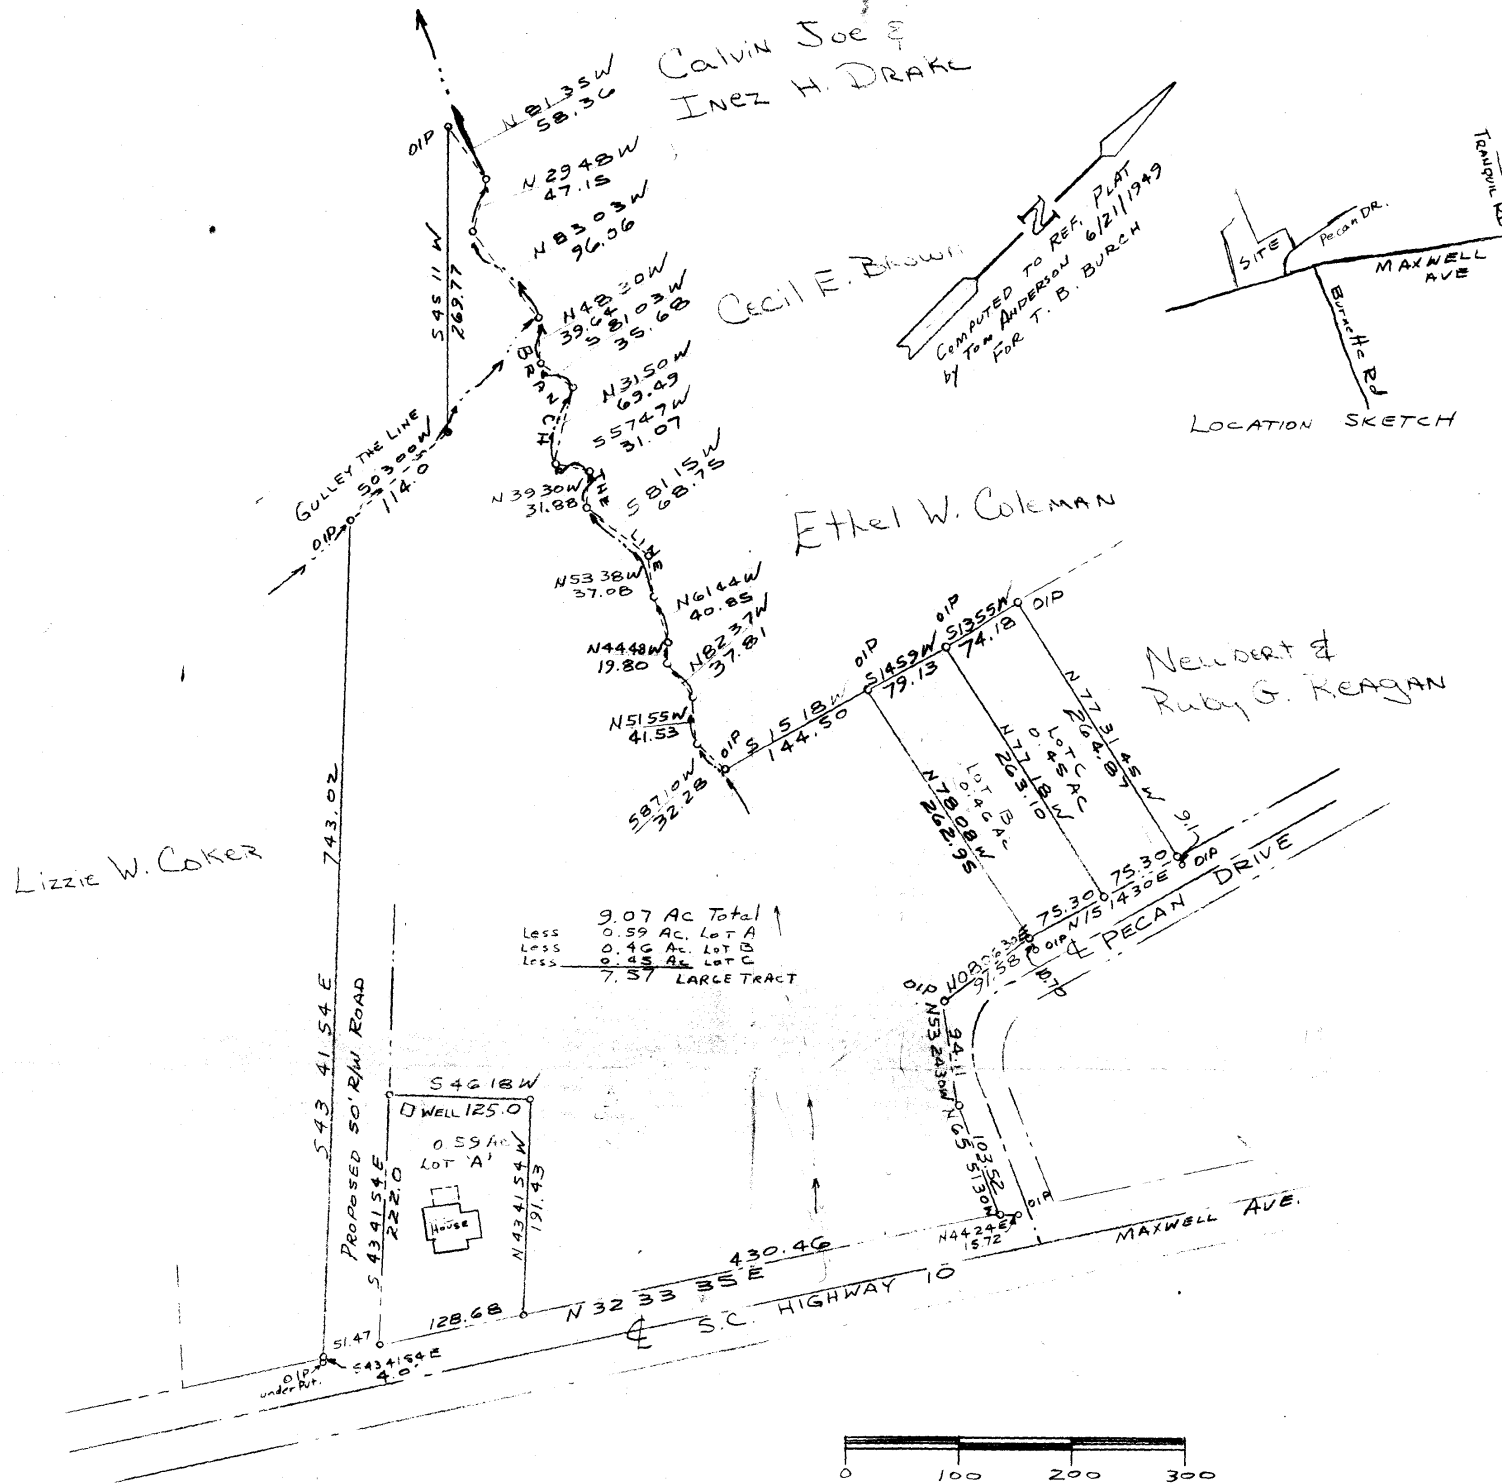 Calvin Joe &
Inez H. Drake
N 81 35 W
58.36
OIP
N 29 48 W
47.15
N 83 03 W
96.06
S 45 11 W
269.77
N 48 30 W
39.64
S 81 03 W
35.68
Cecil E. Brown
COMPUTED TO REF. PLAT
by Tom ANDERSON 6/21/1949
FOR T. B. BURCH
N
TRANQUIL Rd
SITE
Pecan DR.
MAXWELL
AVE
Burnette Rd
LOCATION SKETCH
BRANCH THE LINE
N 31 50 W
69.49
S 57 47 W
31.07
GULLEY THE LINE
S 03 00 W
114.0
OIP
N 39 30 W
31.88
S 81 15 W
68.75
Ethel W. Coleman
N 53 38 W
37.08
N 61 44 W
40.85
N 44 48 W
19.80
N 82 37 W
37.81
N 51 55 W
41.53
S 87 10 W
32.28
OIP
S 15 18 W
144.50
OIP
S 14 59 W
79.13
OIP
S 13 55 W
74.18
OIP
Ruby G. Keagan
N 77 31 45 W
264.87
LOT C
0.45 AC
N 77 18 W
263.10
LOT B
0.46 AC
N 78 08 W
262.95
9.1
OIP
75.30
75.30
N 15 14 30 E
OIP
℄ PECAN DRIVE
97.58
OIP
94.11
N 53 24 30 W
103.52
N 65 51 30 W
Lizzie W. Coker
743.02
S 43 41 54 E
9.07 AC Total
Less 0.59 AC. LOT A
Less 0.46 AC. LOT B
Less 0.45 AC LOT C
7.57 LARGE TRACT
PROPOSED 50' R/W ROAD
S 46 18 W
WELL 125.0
0.59 AC
LOT 'A'
S 43 41 54 E
222.0
House
N 43 41 54 W
191.43
OIP
N 44 24 E
15.72
MAXWELL AVE.
430.46
N 32 33 35 E
128.68
51.47
S 43 41 54 E
4.0
OIP
under Pvt.
℄ S.C. HIGHWAY 10
0 100 200 300